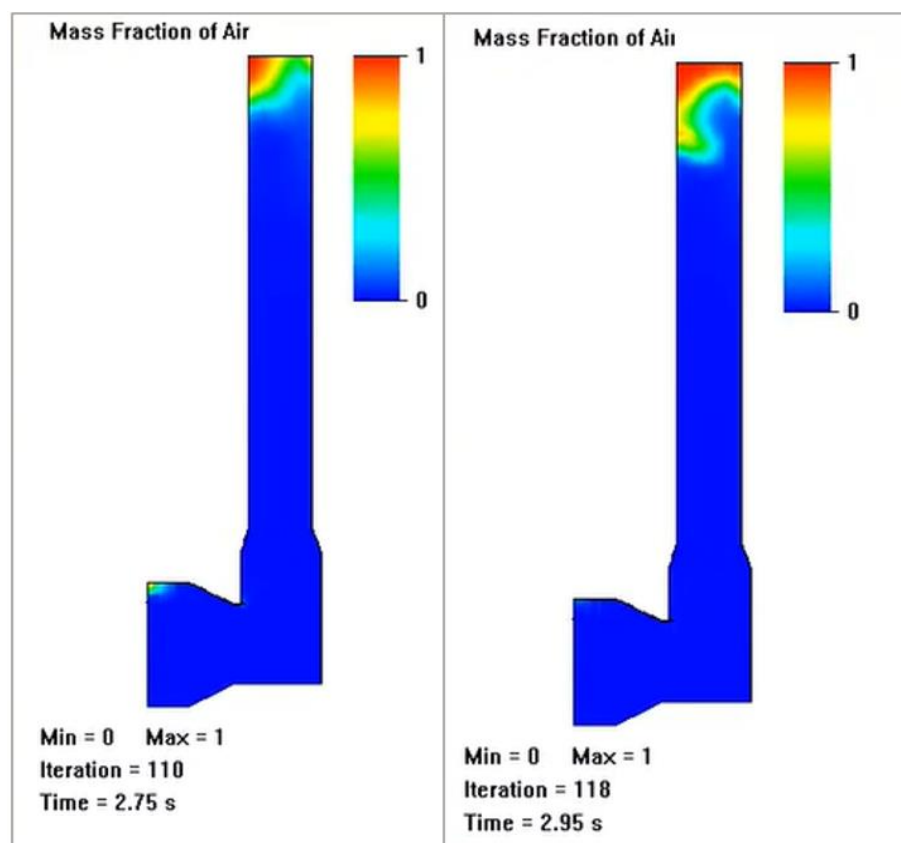 Mass Fraction of Air
1
0
Min = 0 Max = 1
Iteration = 110
Time = 2.75 s
Mass Fraction of Air
1
0
Min = 0 Max = 1
Iteration = 118
Time = 2.95 s